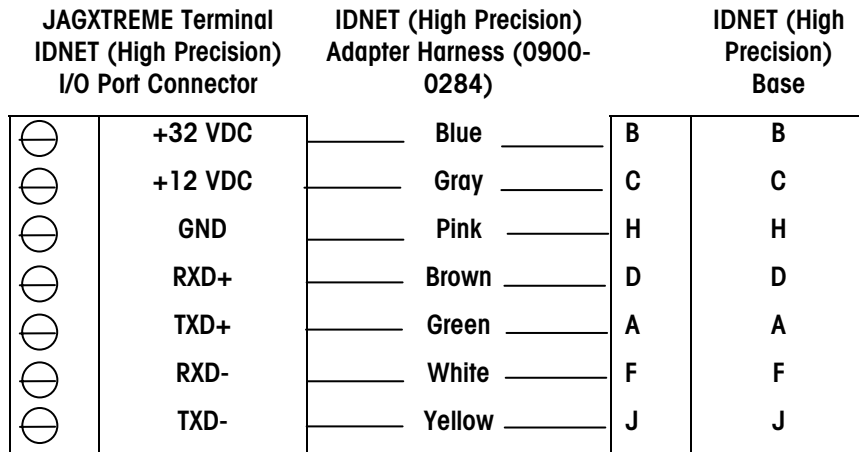 JAGXTREME Terminal IDNET (High Precision) IDNET (High
IDNET (High Precision) Adapter Harness (0900- Precision)
I/O Port Connector 0284) Base
+32 VDC Blue B B
+12 VDC Gray C C
GND Pink H H
RXD+ Brown D D
TXD+ Green A A
RXD- White F F
TXD- Yellow J J